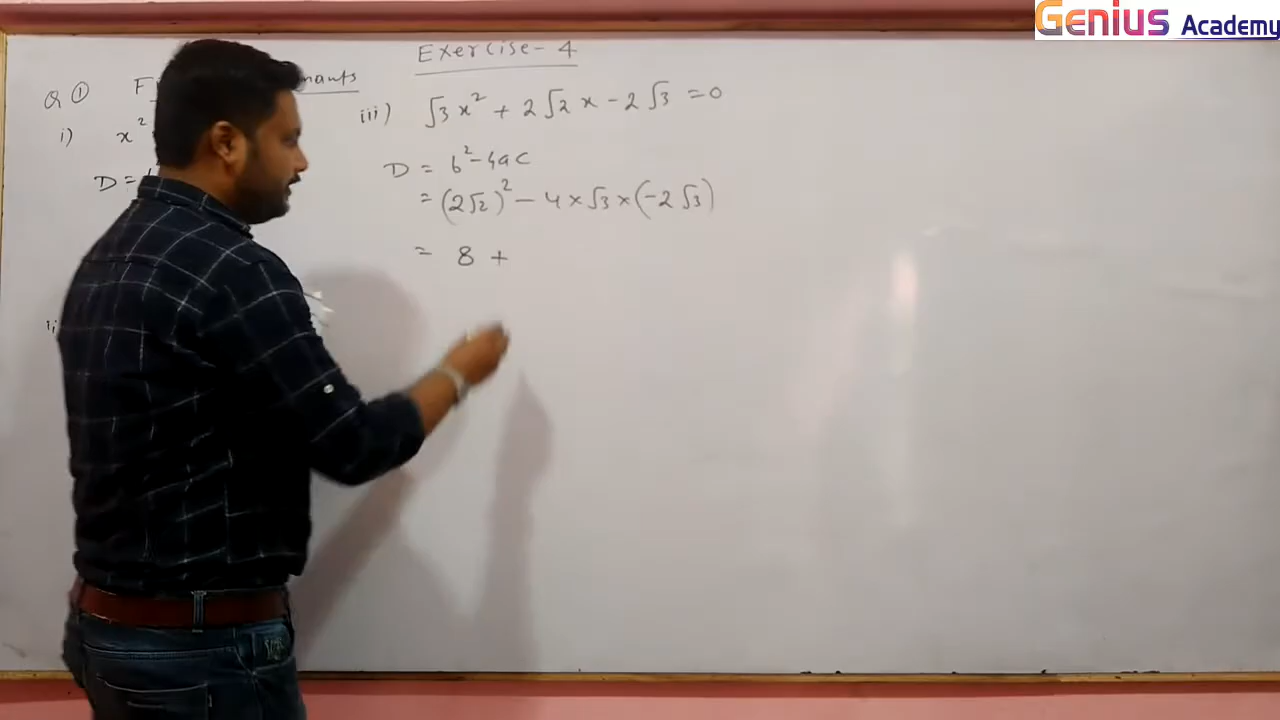 Genius Academy
Exercise-4
Q ①
i) x²
D =
iii) √3 x² + 2√2 x - 2√3 = 0
D = b² - 4ac
= (2√2)² - 4 × √3 × (-2√3)
= 8 +